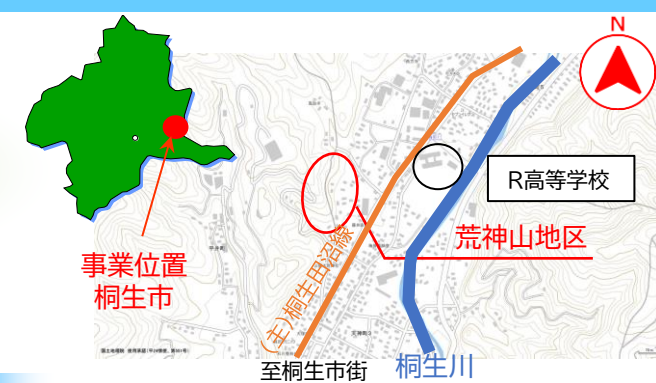 N
R高等学校
荒神山地区
事業位置
桐生市
(主)桐生田沼線
至桐生市街
桐生川